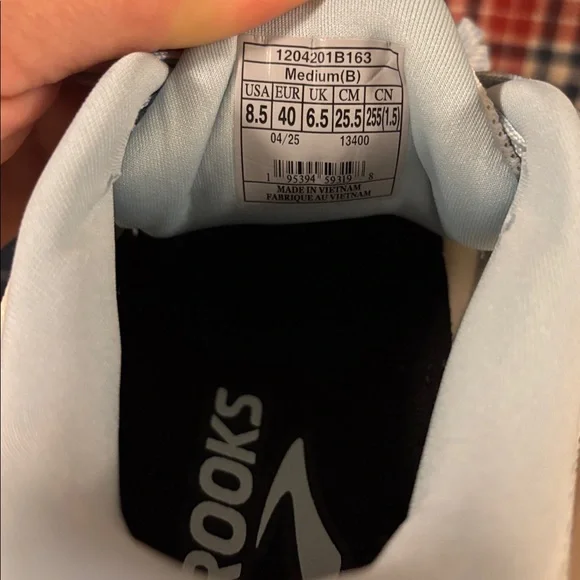 1204201B163
Medium(B)
USA EUR UK CM CN
8.5 40 6.5 25.5 255(1.5)
04/25 13400
1 95394 59319 8
MADE IN VIETNAM
FABRIQUE AU VIETNAM
ROOKS